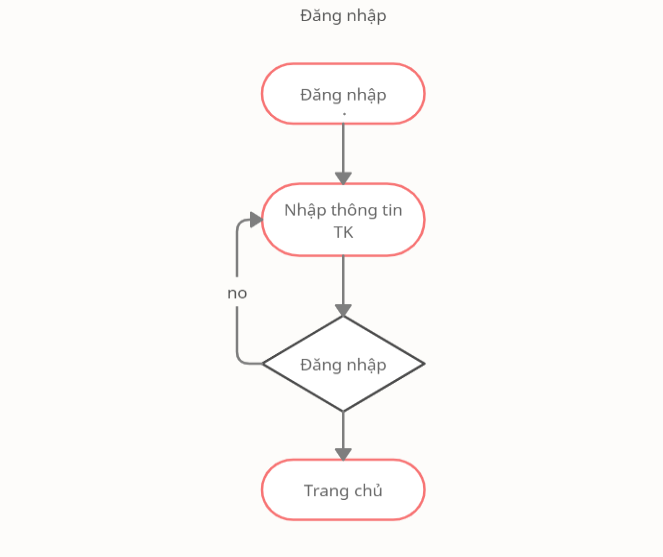 Đăng nhập
Đăng nhập
.
Nhập thông tin
TK
no
Đăng nhập
Trang chủ